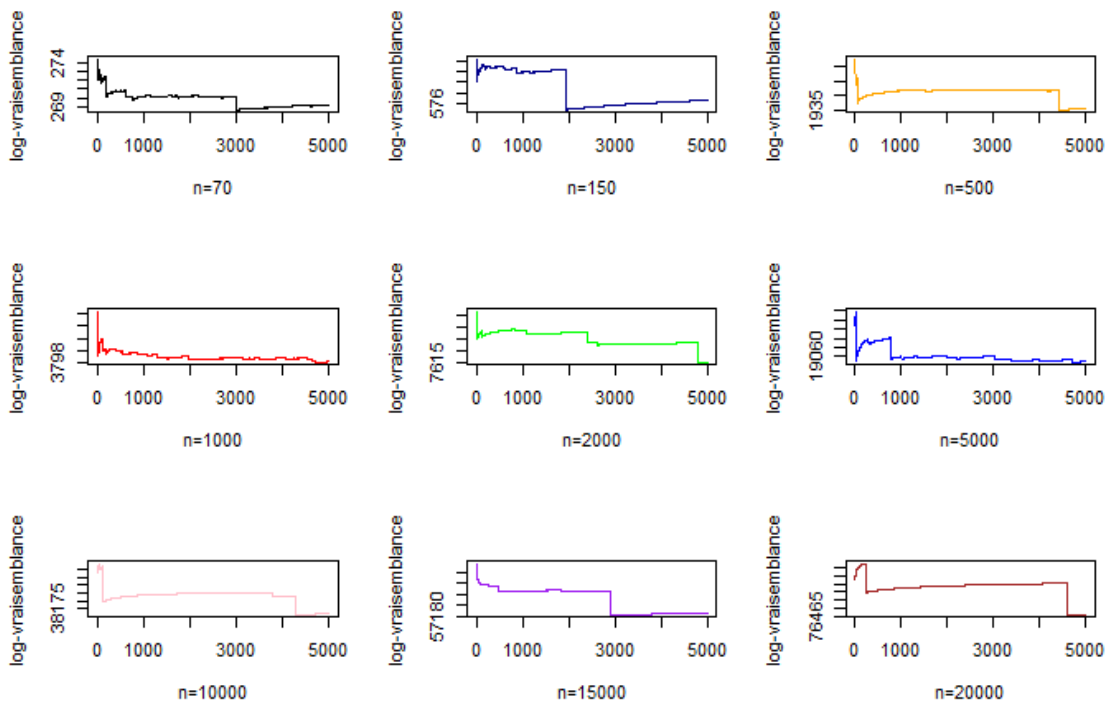 log-vraisemblance
269 274
0 1000 3000 5000
n=70
log-vraisemblance
576
0 1000 3000 5000
n=150
log-vraisemblance
1935
0 1000 3000 5000
n=500
log-vraisemblance
3798
0 1000 3000 5000
n=1000
log-vraisemblance
7615
0 1000 3000 5000
n=2000
log-vraisemblance
19060
0 1000 3000 5000
n=5000
log-vraisemblance
38175
0 1000 3000 5000
n=10000
log-vraisemblance
57180
0 1000 3000 5000
n=15000
log-vraisemblance
76465
0 1000 3000 5000
n=20000